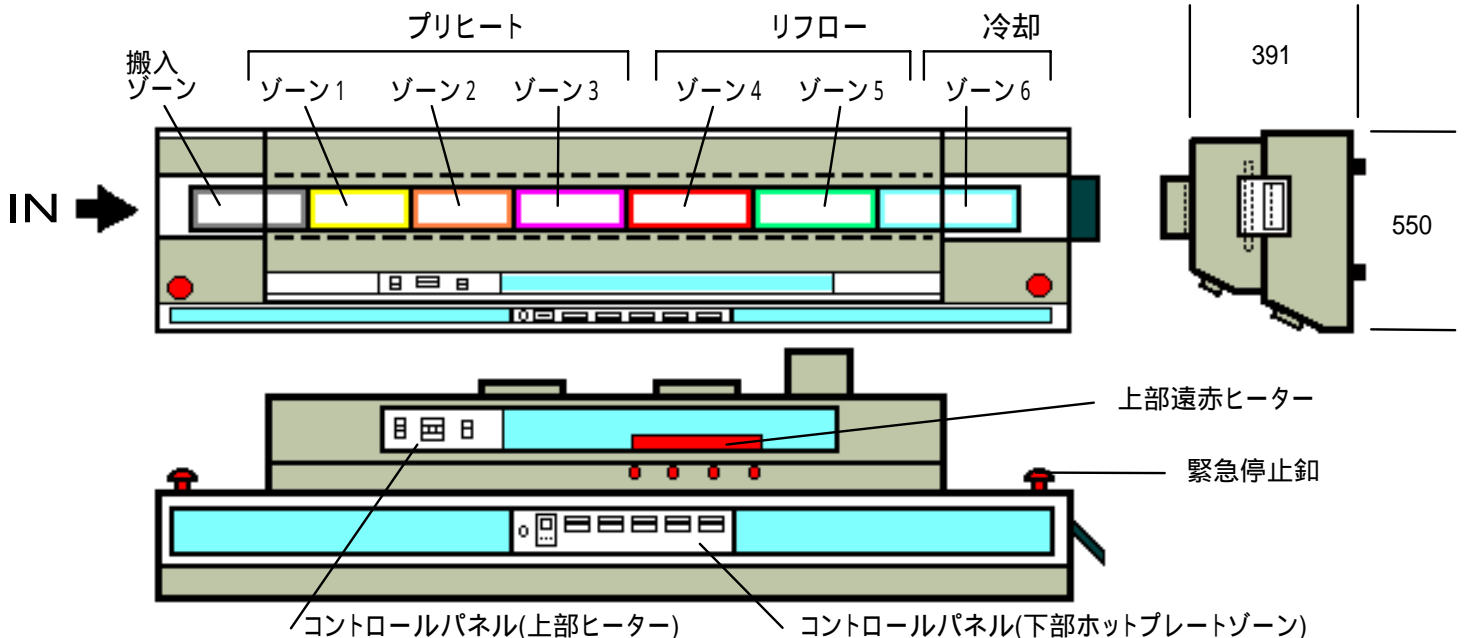 プリヒート
リフロー
冷却
搬入
ゾーン
ゾーン1
ゾーン2
ゾーン3
ゾーン4
ゾーン5
ゾーン6
391
IN
550
上部遠赤ヒーター
緊急停止釦
コントロールパネル(上部ヒーター)
コントロールパネル(下部ホットプレートゾーン)